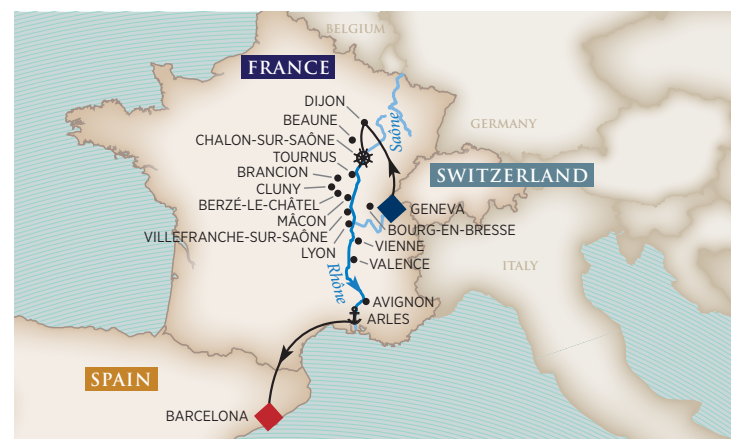 BELGIUM
FRANCE
DIJON
BEAUNE
Saône
GERMANY
CHALON-SUR-SAÔNE
TOURNUS
BRANCION
SWITZERLAND
CLUNY
BERZÉ-LE-CHÂTEL
GENEVA
MÂCON
BOURG-EN-BRESSE
VILLEFRANCHE-SUR-SAÔNE
VIENNE
LYON
VALENCE
ITALY
Rhône
AVIGNON
ARLES
SPAIN
BARCELONA